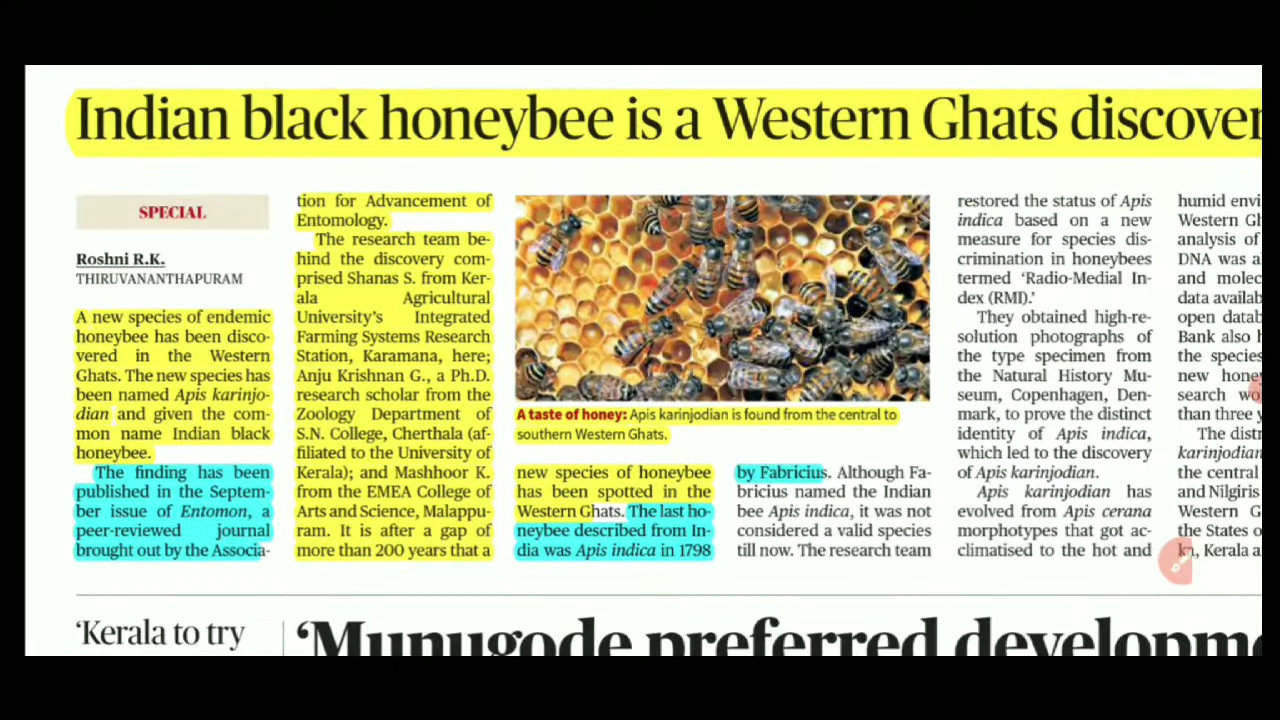 Indian black honeybee is a Western Ghats discover
SPECIAL
Roshni R.K.
THIRUVANANTHAPURAM
A new species of endemic
honeybee has been disco-
vered in the Western
Ghats. The new species has
been named Apis karinjo-
dian and given the com-
mon name Indian black
honeybee.
The finding has been
published in the Septem-
ber issue of Entomon, a
peer-reviewed journal
brought out by the Associa-
tion for Advancement of
Entomology.
The research team be-
hind the discovery com-
prised Shanas S. from Ker-
ala Agricultural
University's Integrated
Farming Systems Research
Station, Karamana, here;
Anju Krishnan G., a Ph.D.
research scholar from the
Zoology Department of
S.N. College, Cherthala (af-
filiated to the University of
Kerala); and Mashhoor K.
from the EMEA College of
Arts and Science, Malappu-
ram. It is after a gap of
more than 200 years that a
A taste of honey: Apis karinjodian is found from the central to
southern Western Ghats.
new species of honeybee
has been spotted in the
Western Ghats. The last ho-
neybee described from In-
dia was Apis indica in 1798
by Fabricius. Although Fa-
bricius named the Indian
bee Apis indica, it was not
considered a valid species
till now. The research team
restored the status of Apis
indica based on a new
measure for species dis-
crimination in honeybees
termed 'Radio-Medial In-
dex (RMI).'
They obtained high-re-
solution photographs of
the type specimen from
the Natural History Mu-
seum, Copenhagen, Den-
mark, to prove the distinct
identity of Apis indica,
which led to the discovery
of Apis karinjodian.
Apis karinjodian has
evolved from Apis cerana
morphotypes that got ac-
climatised to the hot and
humid envi
Western Gh
analysis of
DNA was a
and molec
data availab
open datab
Bank also h
the species
new hone
search wo
than three y
The distr
karinjodian
the central
and Nilgiris
Western G
the States o
ka, Kerala a
'Kerala to try
'Munugode preferred developme